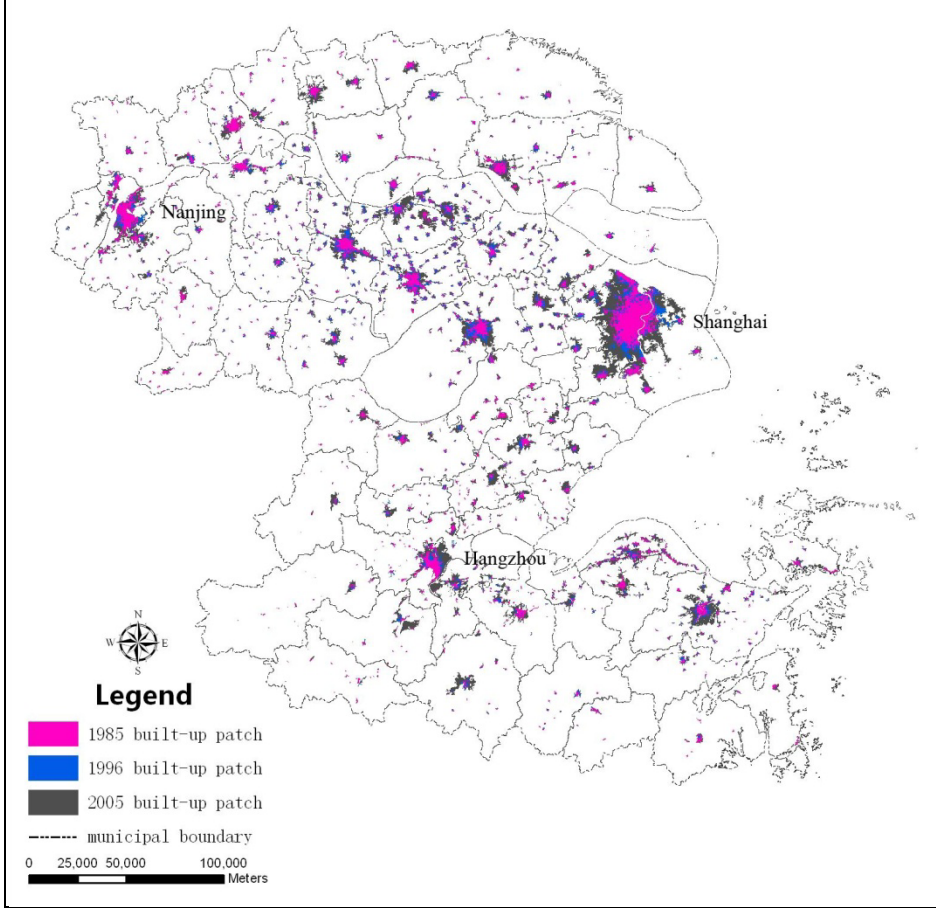 Nanjing
Shanghai
Hangzhou
N
W E
S
Legend
1985 built-up patch
1996 built-up patch
2005 built-up patch
municipal boundary
0 25,000 50,000 100,000
Meters